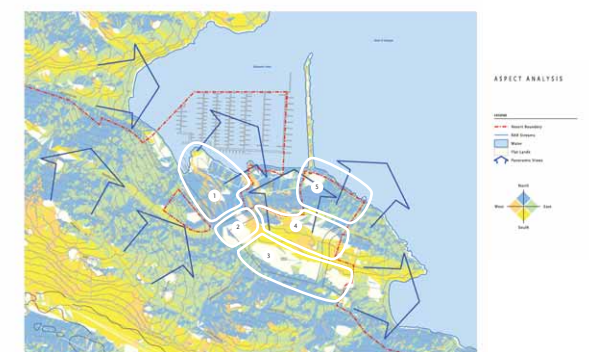 ASPECT ANALYSIS
LEGEND
Resort Boundary
Water
Flat Lands
Panoramic Views
North
West
East
South
1
2
3
4
5